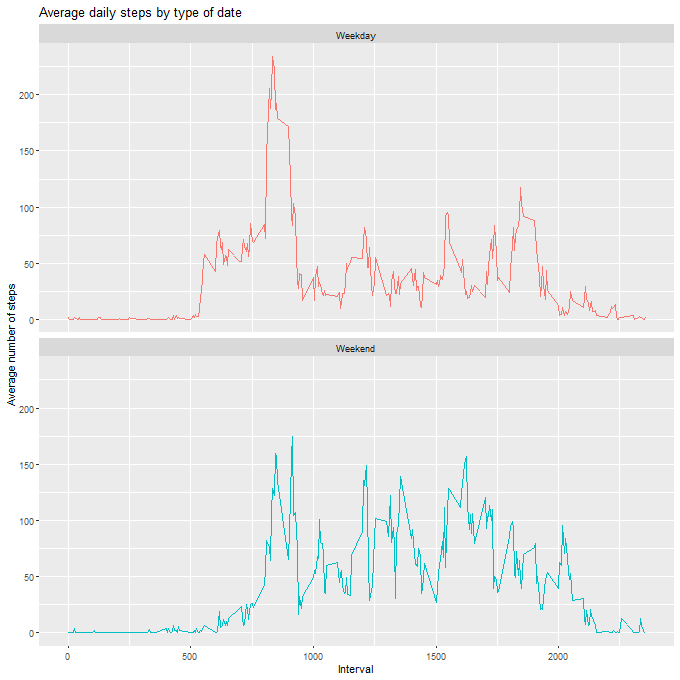 Average daily steps by type of date
Weekday
200
150
100
50
0
Weekend
200
150
100
50
0
Average number of steps
0 500 1000 1500 2000
Interval